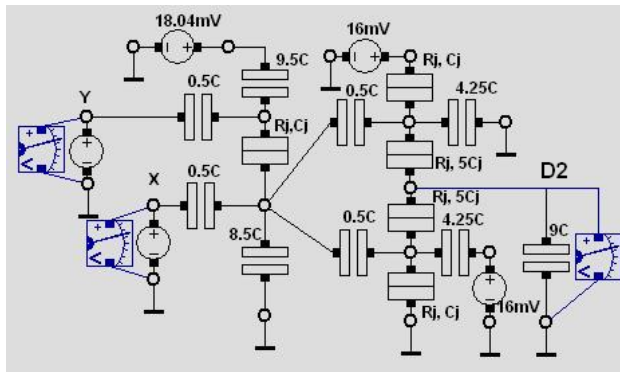 18.04mV
16mV
9.5C
Rj, Cj
0.5C
0.5C
4.25C
Y
Rj,Cj
Rj, 5Cj
0.5C
X
D2
Rj, 5Cj
8.5C
0.5C
4.25C
9C
Rj, Cj
16mV